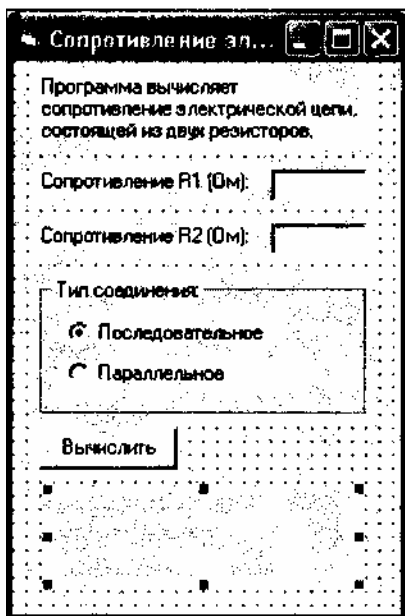 Сопротивление эл...
Программа вычисляет
сопротивление электрической цепи,
состоящей из двух резисторов.
Сопротивление R1 (Ом):
Сопротивление R2 (Ом):
Тип соединения:
Последовательное
Параллельное
Вычислить